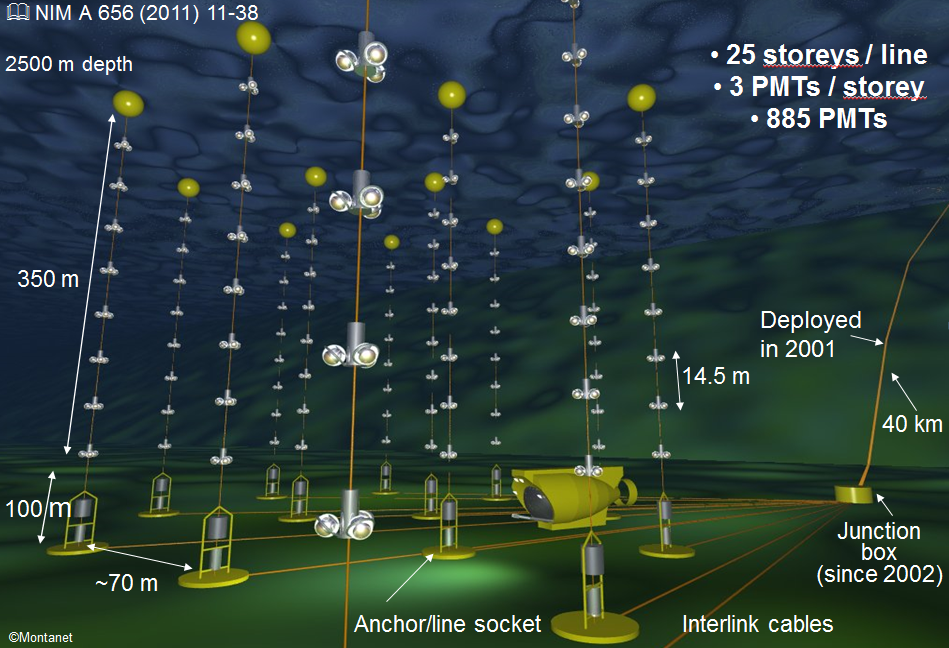 NIM A 656 (2011) 11-38
2500 m depth
• 25 storeys / line
• 3 PMTs / storey
• 885 PMTs
350 m
Deployed
in 2001
14.5 m
40 km
100 m
~70 m
Junction
box
(since 2002)
Anchor/line socket
Interlink cables
©Montanet